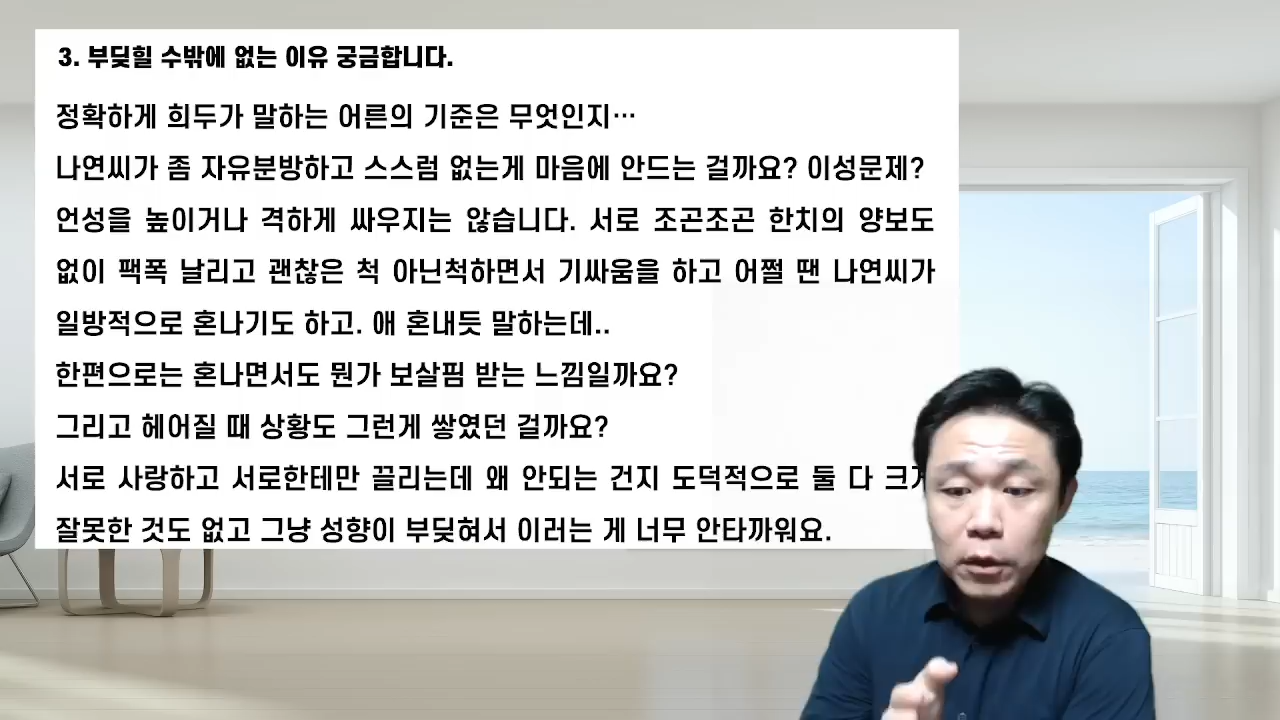 3. 부딪힐 수밖에 없는 이유 궁금합니다.
정확하게 희두가 말하는 어른의 기준은 무엇인지…
나연씨가 좀 자유분방하고 스스럼 없는게 마음에 안드는 걸까요? 이성문제?
언성을 높이거나 격하게 싸우지는 않습니다. 서로 조곤조곤 한치의 양보도
없이 팩폭 날리고 괜찮은 척 아닌척하면서 기싸움을 하고 어쩔 땐 나연씨가
일방적으로 혼나기도 하고. 애 혼내듯 말하는데..
한편으로는 혼나면서도 뭔가 보살핌 받는 느낌일까요?
그리고 헤어질 때 상황도 그런게 쌓였던 걸까요?
서로 사랑하고 서로한테만 끌리는데 왜 안되는 건지 도덕적으로 둘 다
잘못한 것도 없고 그냥 성향이 부딪혀서 이러는 게 너무 안타까워요.